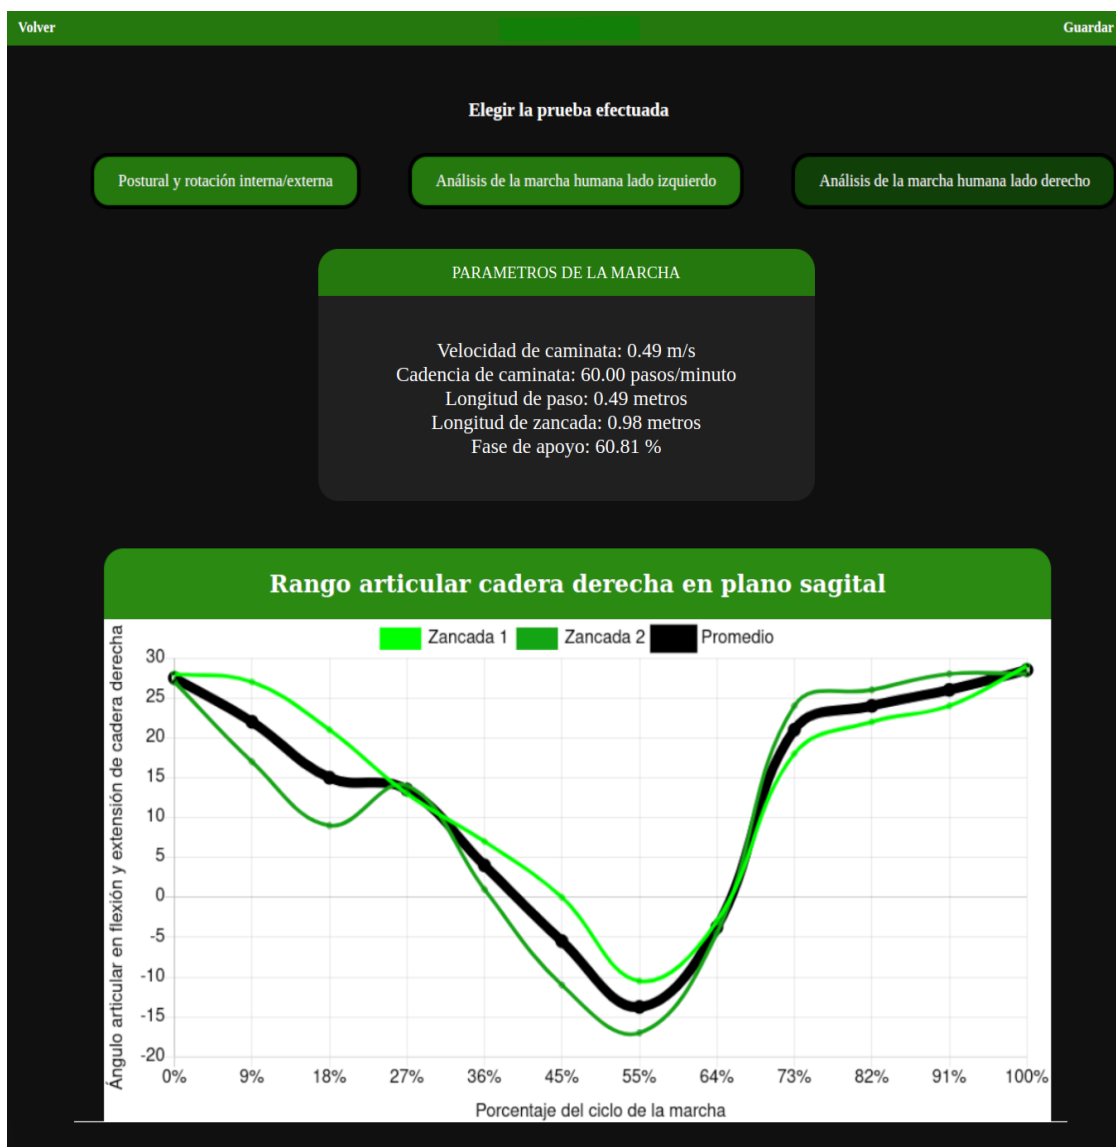 Volver
Guardar
Elegir la prueba efectuada
Postural y rotación interna/externa
Análisis de la marcha humana lado izquierdo
Análisis de la marcha humana lado derecho
PARAMETROS DE LA MARCHA
Velocidad de caminata: 0.49 m/s
Cadencia de caminata: 60.00 pasos/minuto
Longitud de paso: 0.49 metros
Longitud de zancada: 0.98 metros
Fase de apoyo: 60.81 %
Rango articular cadera derecha en plano sagital
Zancada 1 Zancada 2 Promedio
Ángulo articular en flexión y extensión de cadera derecha
30
25
20
15
10
5
0
-5
-10
-15
-20
0% 9% 18% 27% 36% 45% 55% 64% 73% 82% 91% 100%
Porcentaje del ciclo de la marcha